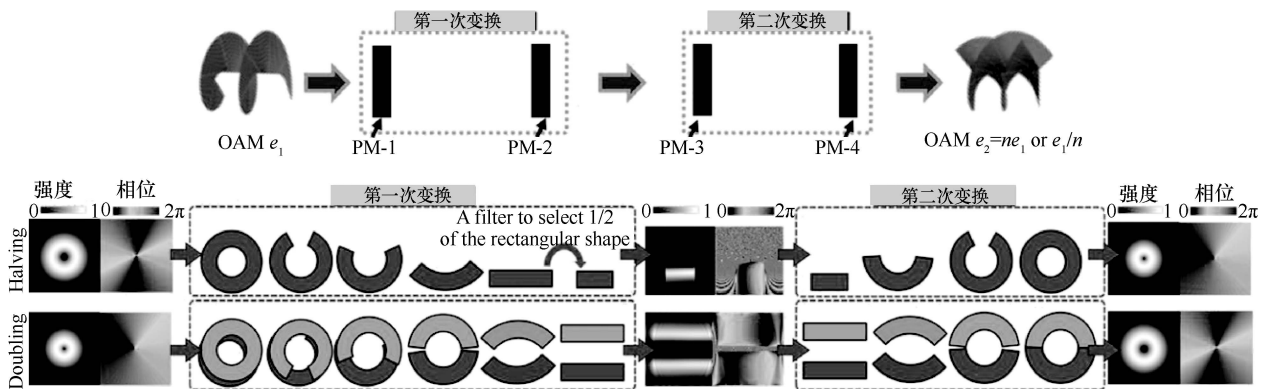 第一次变换
第二次变换
OAM e1
PM-1
PM-2
PM-3
PM-4
OAM e2=ne1 or e1/n
强度
相位
0
1
0
2π
第一次变换
A filter to select 1/2
of the rectangular shape
0
1
0
2π
第二次变换
强度
相位
0
1
0
2π
Halving
Doubling